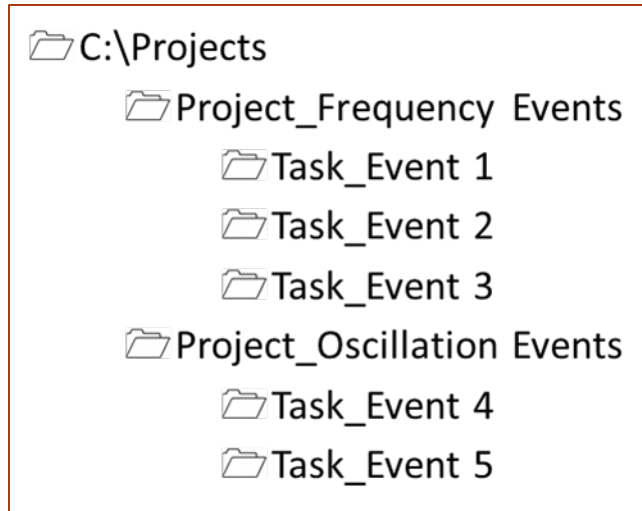 C:\Projects
Project_Frequency Events
Task_Event 1
Task_Event 2
Task_Event 3
Project_Oscillation Events
Task_Event 4
Task_Event 5